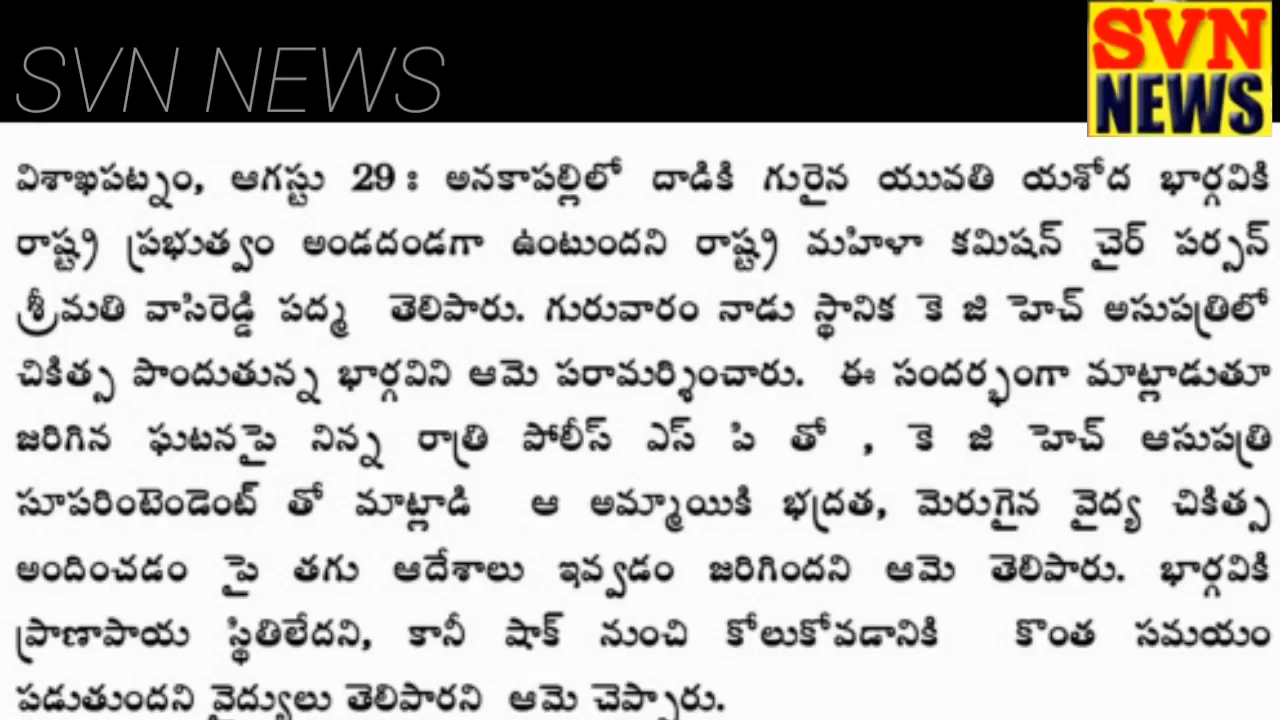 SVN NEWS
SVN
NEWS
విశాఖపట్నం, ఆగస్టు 29 : అనకాపల్లిలో దాడికి గురైన యువతి యశోద భార్గవికి
రాష్ట్ర ప్రభుత్వం అండదండగా ఉంటుందని రాష్ట్ర మహిళా కమిషన్ చైర్ పర్సన్
శ్రీమతి వాసిరెడ్డి పద్మ తెలిపారు. గురువారం నాడు స్థానిక కె జి హెచ్ అసుపత్రిలో
చికిత్స పొందుతున్న భార్గవిని ఆమె పరామర్శించారు. ఈ సందర్భంగా మాట్లాడుతూ
జరిగిన ఘటనపై నిన్న రాత్రి పోలీస్ ఎస్ పి తో , కె జి హెచ్ ఆసుపత్రి
సూపరింటెండెంట్ తో మాట్లాడి ఆ అమ్మాయికి భద్రత, మెరుగైన వైద్య చికిత్స
అందించడం పై తగు ఆదేశాలు ఇవ్వడం జరిగిందని ఆమె తెలిపారు. భార్గవికి
ప్రాణాపాయ స్థితిలేదని, కానీ షాక్ నుంచి కోలుకోవడానికి కొంత సమయం
పడుతుందని వైద్యులు తెలిపారని ఆమె చెప్పారు.